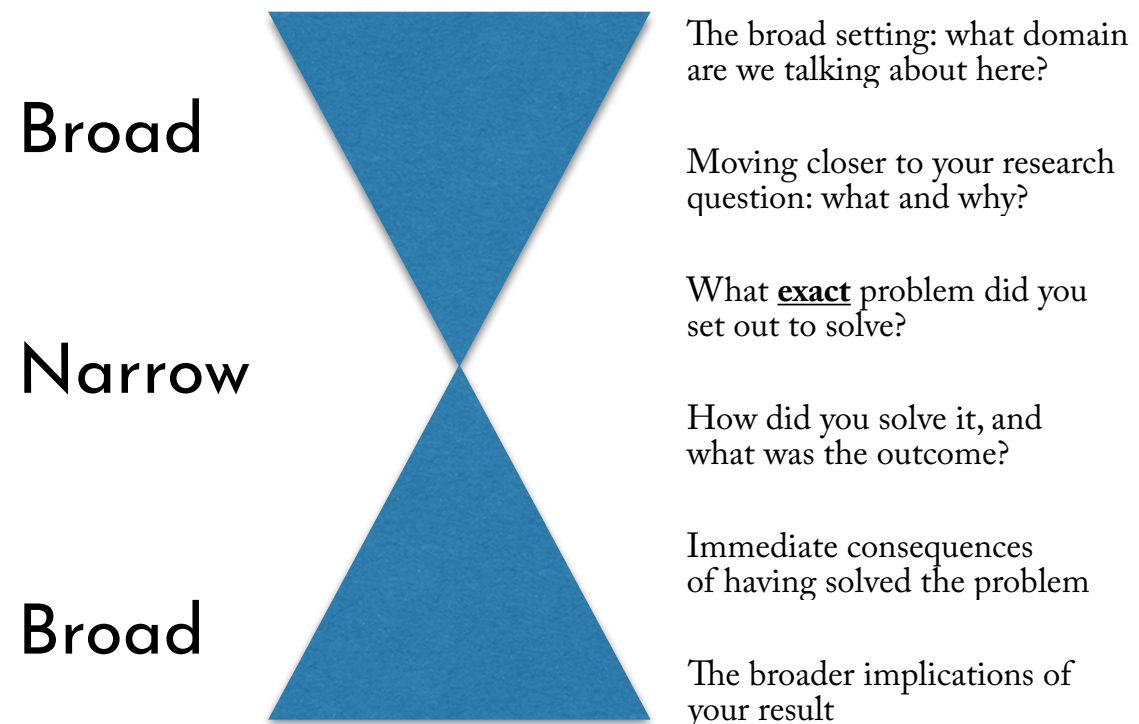 The broad setting: what domain
are we talking about here?
Broad
Moving closer to your research
question: what and why?
What exact problem did you
set out to solve?
Narrow
How did you solve it, and
what was the outcome?
Immediate consequences
of having solved the problem
Broad
The broader implications of
your result